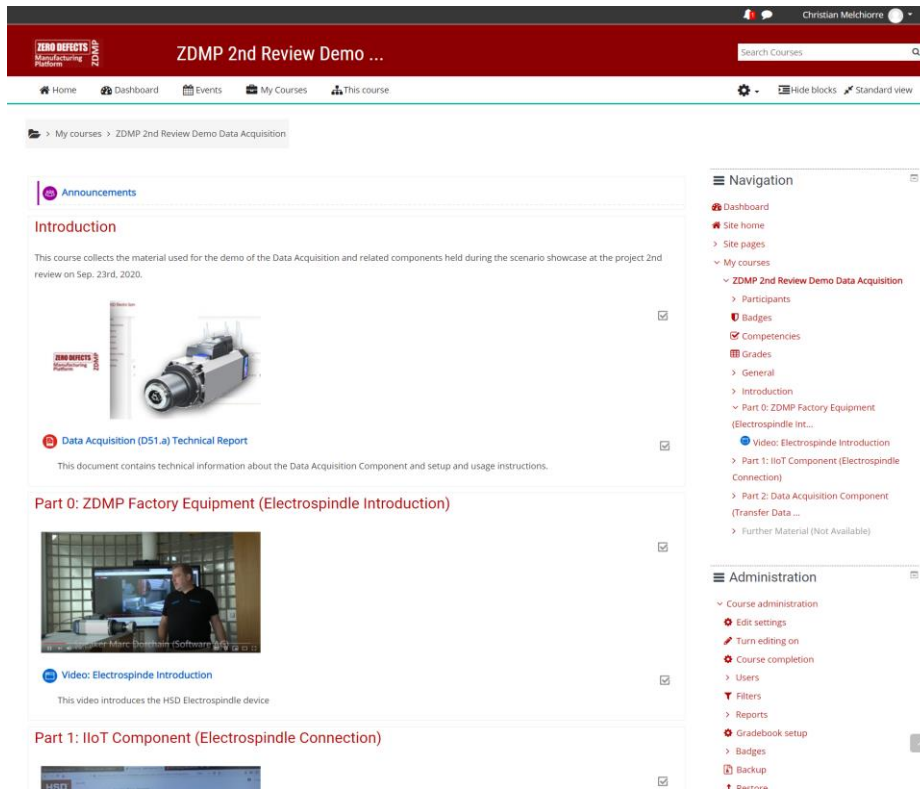 Christian Melchiorre
ZERO DEFECTS
Manufacturing
Platform
ZDMP
ZDMP 2nd Review Demo ...
Search Courses
Home Dashboard Events My Courses This course
Hide blocks Standard view
> My courses > ZDMP 2nd Review Demo Data Acquisition
Announcements
Introduction
This course collects the material used for the demo of the Data Acquisition and related components held during the scenario showcase at the project 2nd
review on Sep. 23rd, 2020.
ZERO DEFECTS
Manufacturing
Platform
ZDMP
Data Acquisition (D51.a) Technical Report
This document contains technical information about the Data Acquisition Component and setup and usage instructions.
Part 0: ZDMP Factory Equipment (Electrospindle Introduction)
Speaker Marc Dorchain (Software AG)
Video: Electrospinde Introduction
This video introduces the HSD Electrospindle device
Part 1: IIoT Component (Electrospindle Connection)
HSD
Navigation
Dashboard
Site home
> Site pages
My courses
ZDMP 2nd Review Demo Data Acquisition
> Participants
Badges
Competencies
Grades
> General
> Introduction
Part 0: ZDMP Factory Equipment
(Electrospindle Int...
Video: Electrospinde Introduction
> Part 1: IIoT Component (Electrospindle
Connection)
> Part 2: Data Acquisition Component
(Transfer Data ...
> Further Material (Not Available)
Administration
Course administration
Edit settings
Turn editing on
Course completion
> Users
Filters
> Reports
Gradebook setup
> Badges
Backup
Restore